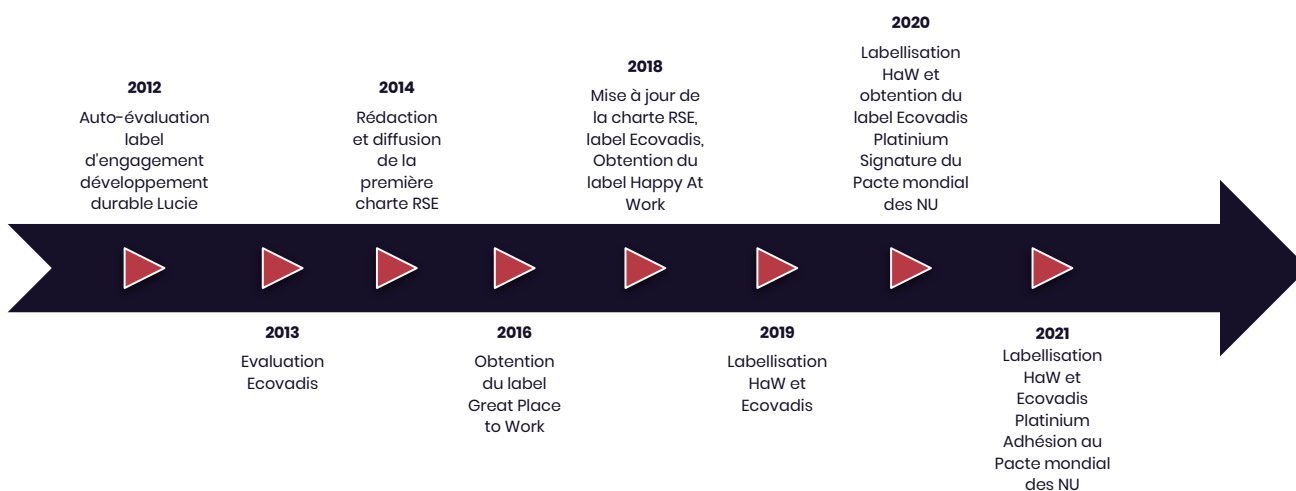 2012
Auto-évaluation
label
d'engagement
développement
durable Lucie
2013
Evaluation
Ecovadis
2014
Rédaction
et diffusion
de la
première
charte RSE
2016
Obtention
du label
Great Place
to Work
2018
Mise à jour de
la charte RSE,
label Ecovadis,
Obtention du
label Happy At
Work
2019
Labellisation
HaW et
Ecovadis
2020
Labellisation
HaW et
obtention du
label Ecovadis
Platinium
Signature du
Pacte mondial
des NU
2021
Labellisation
HaW et
Ecovadis
Platinium
Adhésion au
Pacte mondial
des NU